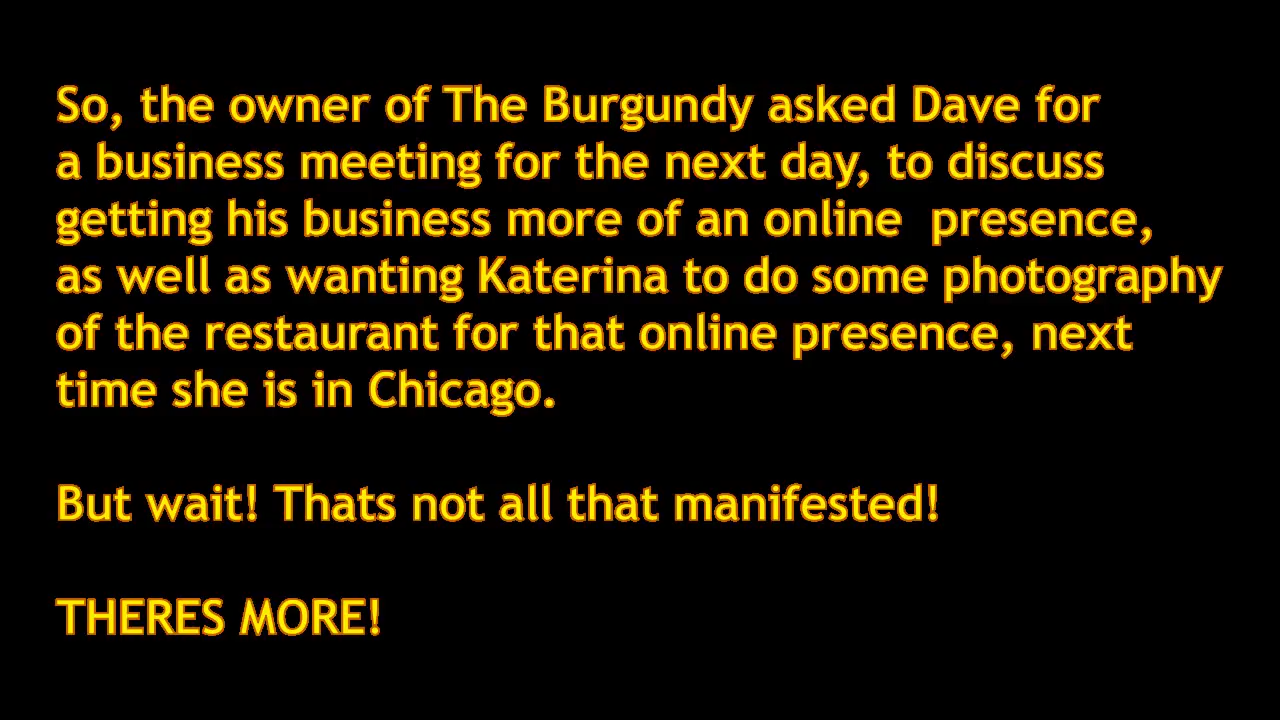 So, the owner of The Burgundy asked Dave for
a business meeting for the next day, to discuss
getting his business more of an online  presence,
as well as wanting Katerina to do some photography
of the restaurant for that online presence, next
time she is in Chicago.
But wait! Thats not all that manifested!
THERES MORE!